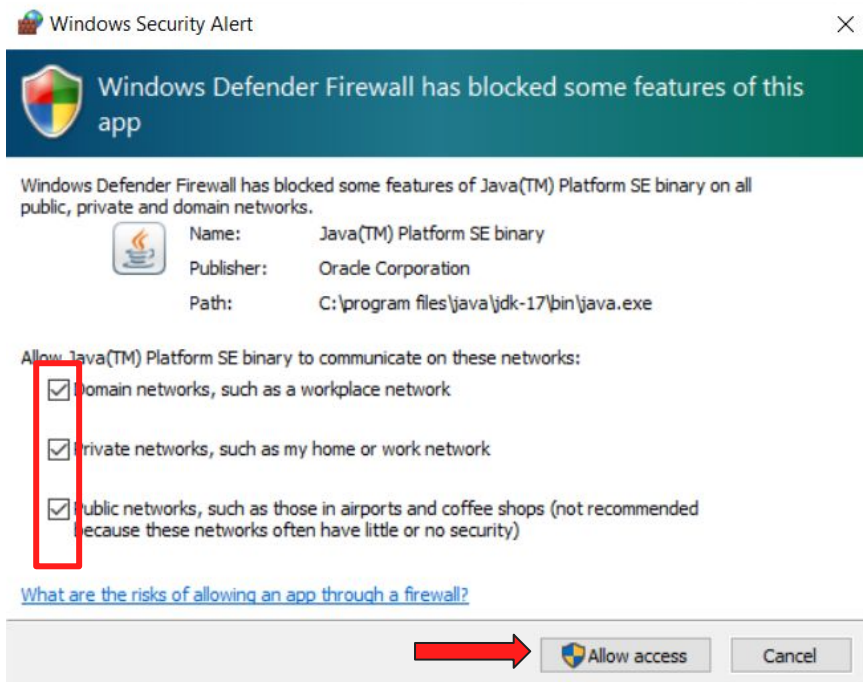 Windows Security Alert
Windows Defender Firewall has blocked some features of this
app
Windows Defender Firewall has blocked some features of Java(TM) Platform SE binary on all
public, private and domain networks.
Name: Java(TM) Platform SE binary
Publisher: Oracle Corporation
Path: C:\program files\java\jdk-17\bin\java.exe
Allow Java(TM) Platform SE binary to communicate on these networks:
Domain networks, such as a workplace network
Private networks, such as my home or work network
Public networks, such as those in airports and coffee shops (not recommended
because these networks often have little or no security)
What are the risks of allowing an app through a firewall?
Allow access
Cancel